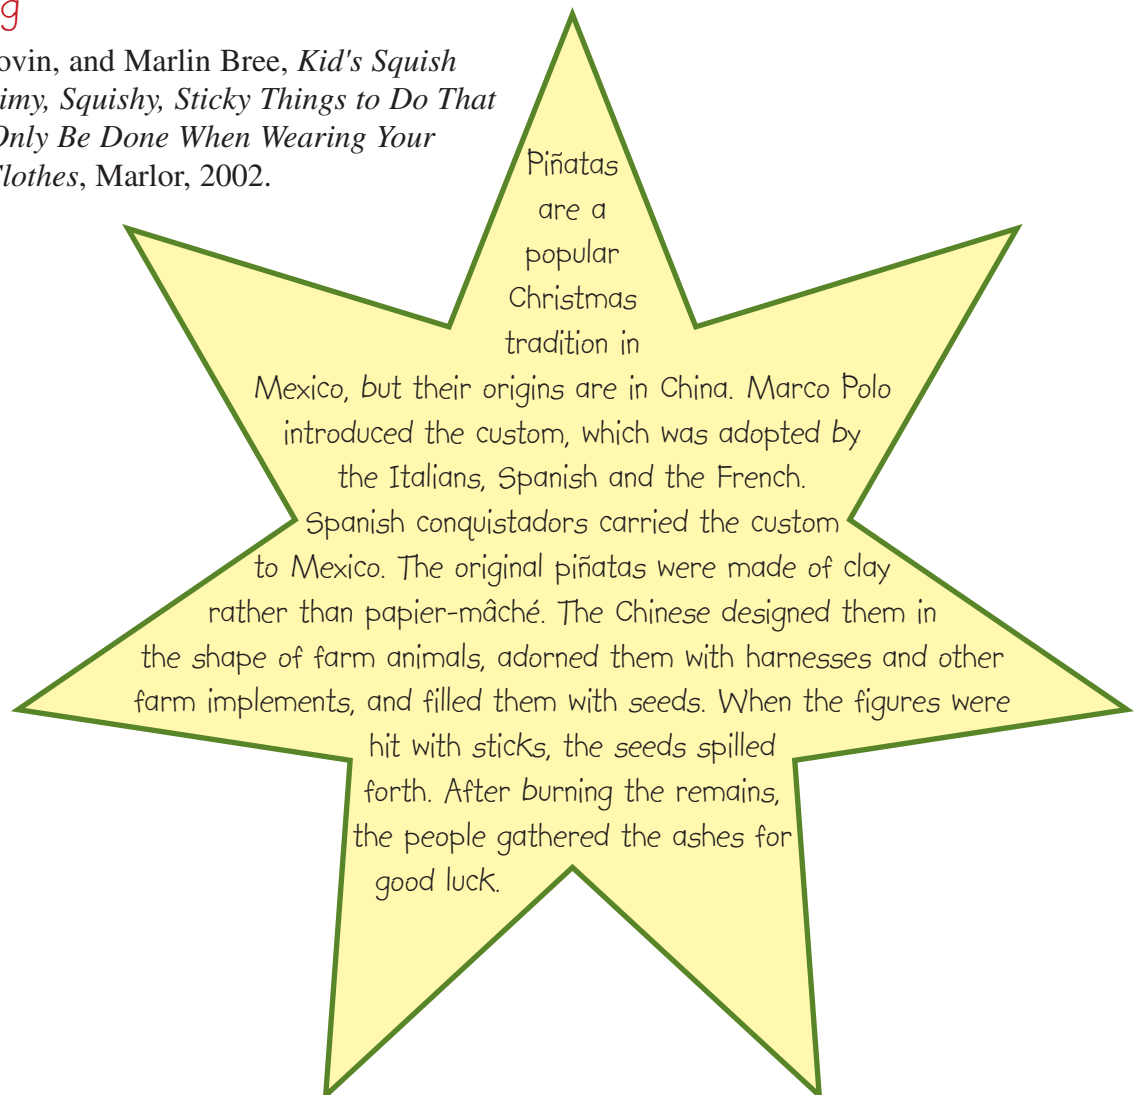 g
ovin, and Marlin Bree, Kid's Squish
imy, Squishy, Sticky Things to Do That
Only Be Done When Wearing Your
Clothes, Marlor, 2002.
Piñatas
are a
popular
Christmas
tradition in
Mexico, but their origins are in China. Marco Polo
introduced the custom, which was adopted by
the Italians, Spanish and the French.
Spanish conquistadors carried the custom
to Mexico. The original piñatas were made of clay
rather than papier-mâché. The Chinese designed them in
the shape of farm animals, adorned them with harnesses and other
farm implements, and filled them with seeds. When the figures were
hit with sticks, the seeds spilled
forth. After burning the remains,
the people gathered the ashes for
good luck.